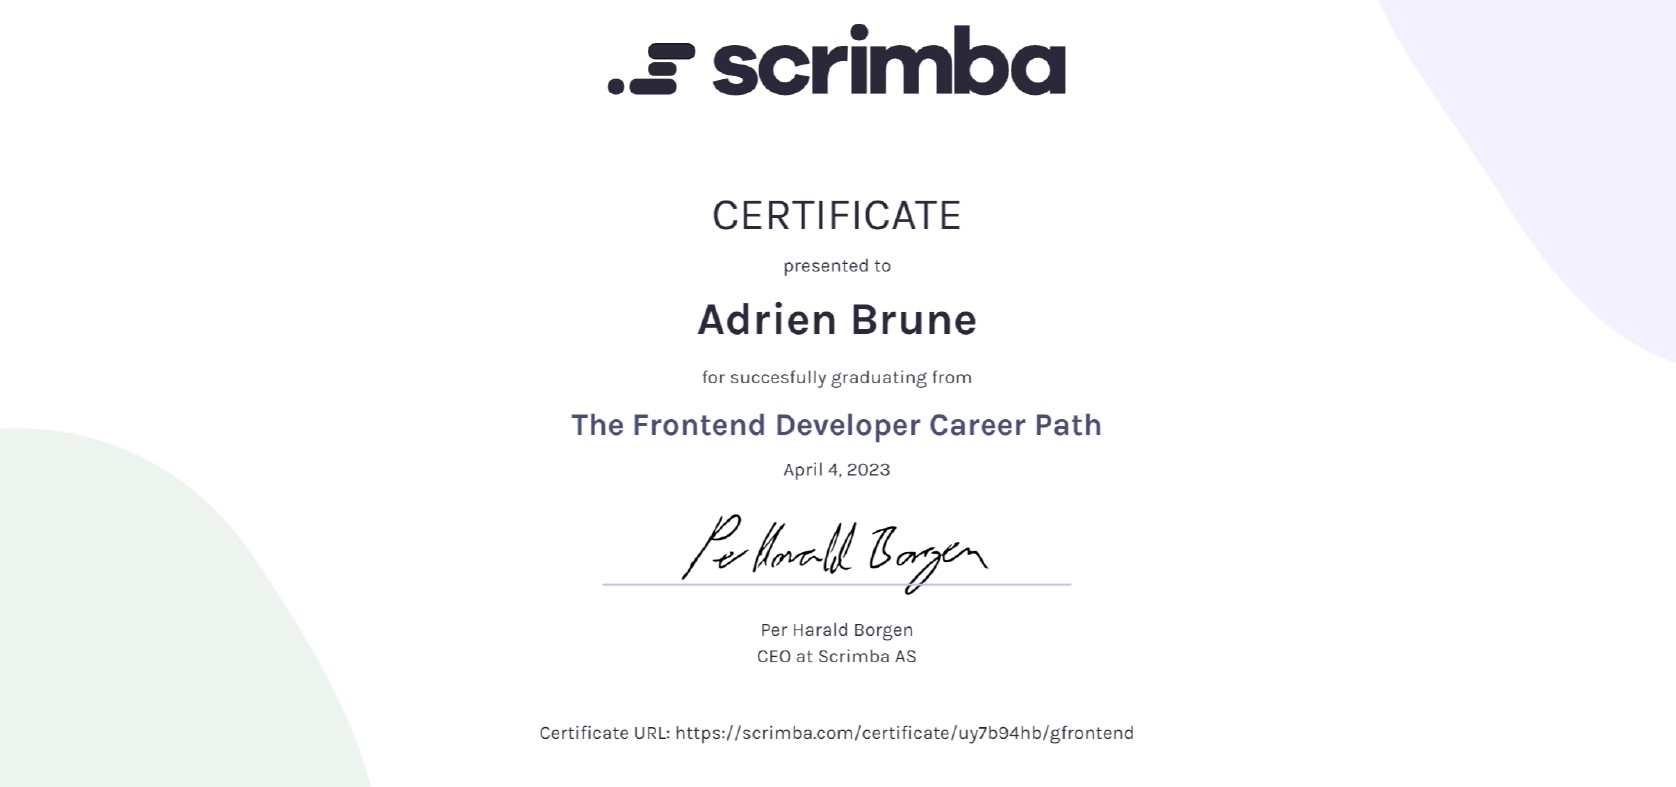 scrimba
CERTIFICATE
presented to
Adrien Brune
for succesfully graduating from
The Frontend Developer Career Path
April 4, 2023
Per Harald Borgen
Per Harald Borgen
CEO at Scrimba AS
Certificate URL: https://scrimba.com/certificate/uy7b94hb/gfrontend